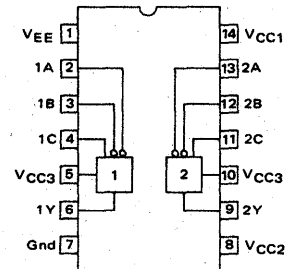 VEE 1 14 VCC1
1A 2 13 2A
1B 3 12 2B
1C 4 11 2C
VCC3 5 1 2 10 VCC3
1Y 6 9 2Y
Gnd 7 8 VCC2